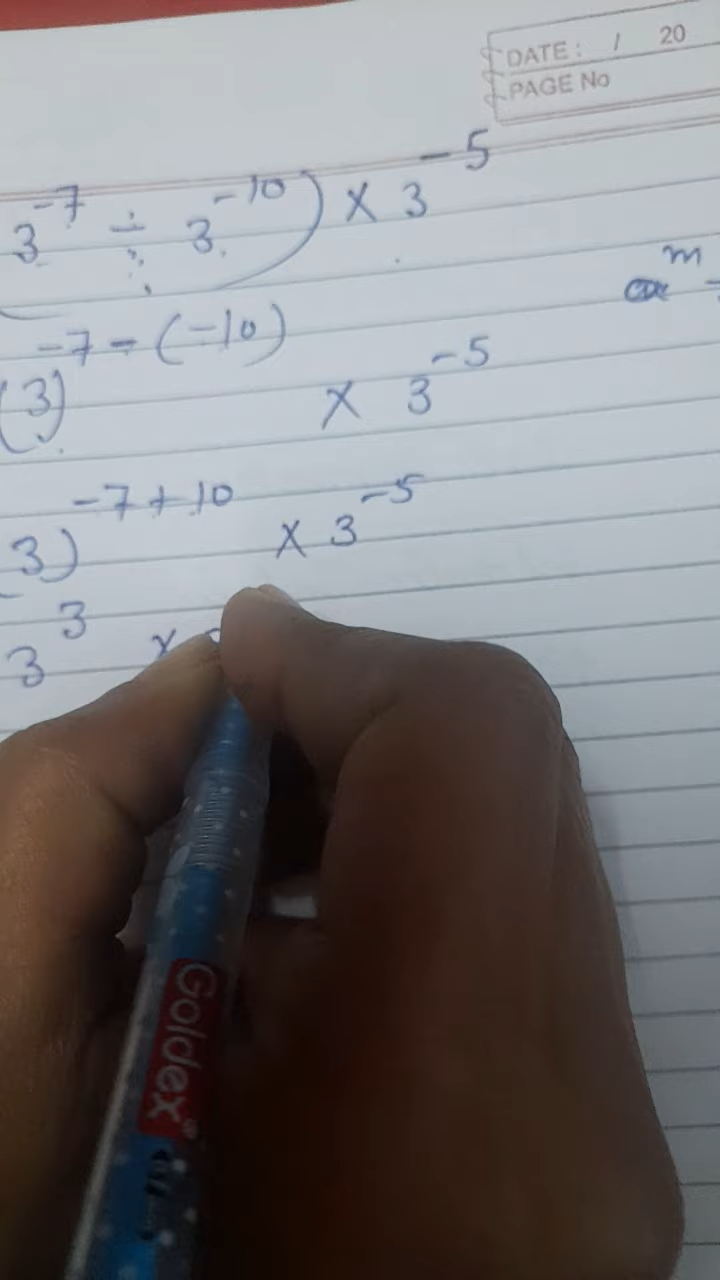 DATE: / 20
PAGE No
3^-7 ÷ 3^-10) × 3^-5
(3)^-7-(-10) × 3^-5
3)^-7+10 × 3^-5
3^3 ×
Goldex